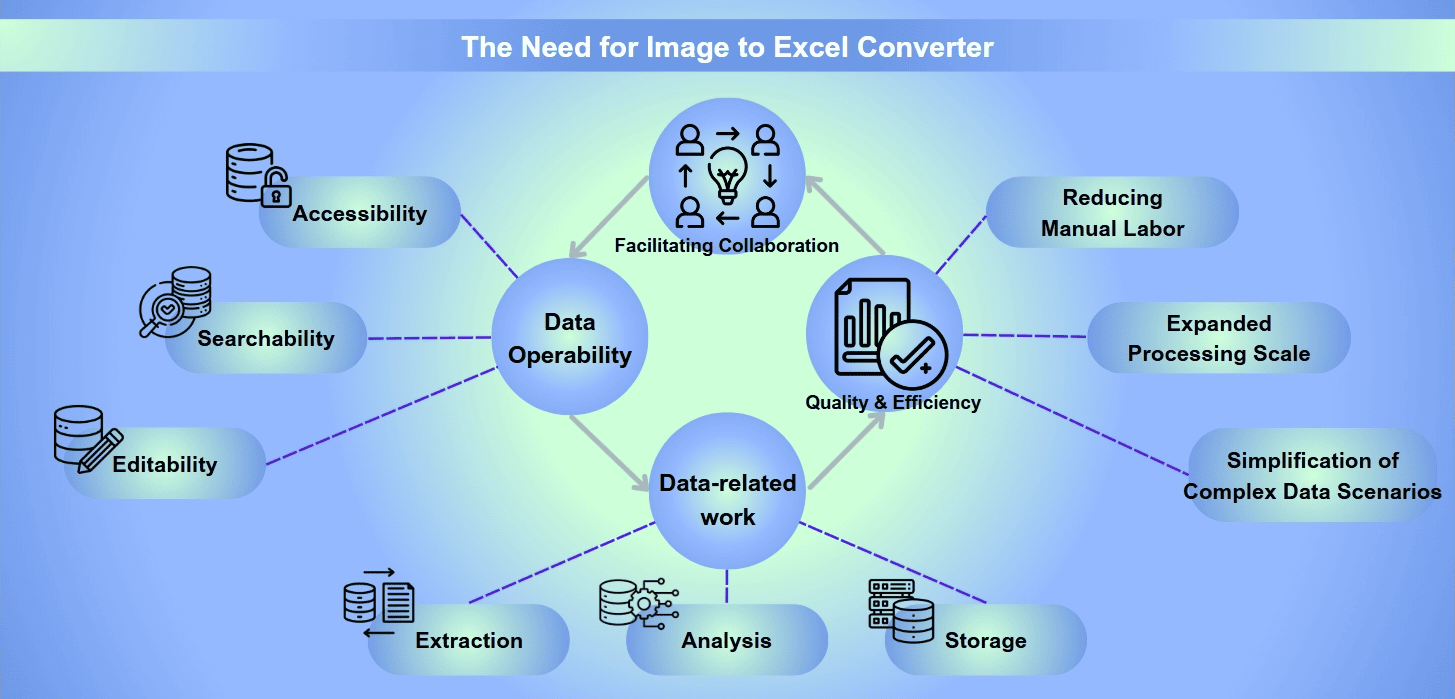 The Need for Image to Excel Converter
Facilitating Collaboration
Accessibility
Searchability
Editability
Data
Operability
Quality & Efficiency
Reducing
Manual Labor
Expanded
Processing Scale
Simplification of
Complex Data Scenarios
Data-related
work
Extraction
Analysis
Storage